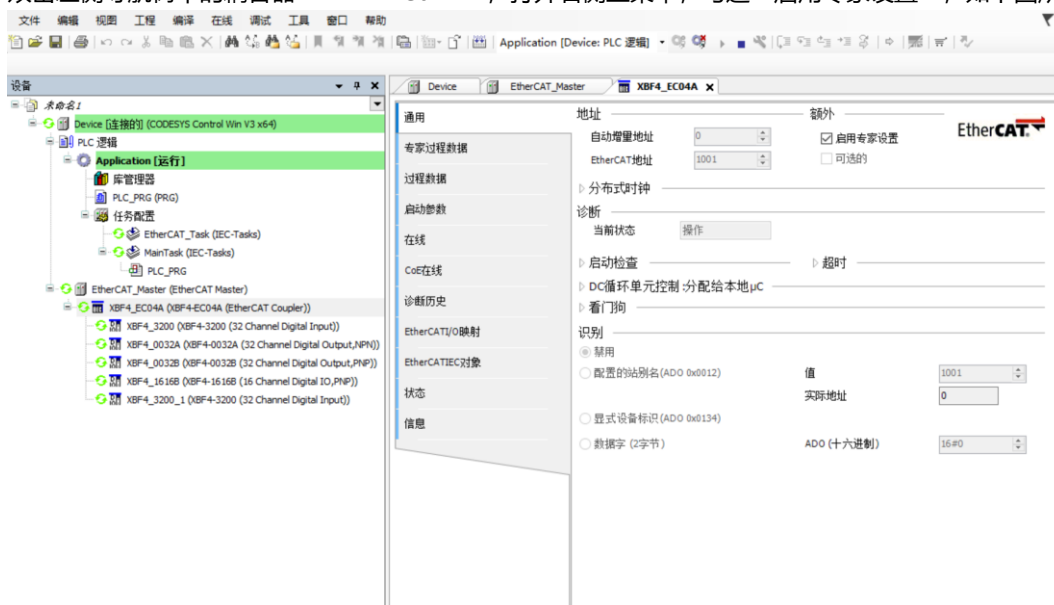 文件 编辑 视图 工程 编译 在线 调试 工具 窗口 帮助
Application [Device: PLC 逻辑]
设备
未命名1
Device [连接的] (CODESYS Control Win V3 x64)
PLC 逻辑
Application [运行]
库管理器
PLC_PRG (PRG)
任务配置
EtherCAT_Task (IEC-Tasks)
MainTask (IEC-Tasks)
PLC_PRG
EtherCAT_Master (EtherCAT Master)
XBF4_EC04A (XBF4-EC04A (EtherCAT Coupler))
XBF4_3200 (XBF4-3200 (32 Channel Digital Input))
XBF4_0032A (XBF4-0032A (32 Channel Digital Output,NPN))
XBF4_0032B (XBF4-0032B (32 Channel Digital Output,PNP))
XBF4_1616B (XBF4-1616B (16 Channel Digital IO,PNP))
XBF4_3200_1 (XBF4-3200 (32 Channel Digital Input))
Device EtherCAT_Master XBF4_EC04A
通用
专家过程数据
过程数据
启动参数
在线
CoE在线
诊断历史
EtherCATI/O映射
EtherCATIEC对象
状态
信息
地址 额外
自动增量地址 0 启用专家设置 EtherCAT
EtherCAT地址 1001 可选的
分布式时钟
诊断
当前状态 操作
启动检查 超时
DC循环单元控制:分配给本地μC
看门狗
识别
禁用
配置的站别名(ADO 0x0012) 值 1001
实际地址 0
显式设备标识(ADO 0x0134)
数据字 (2字节) ADO (十六进制) 16#0